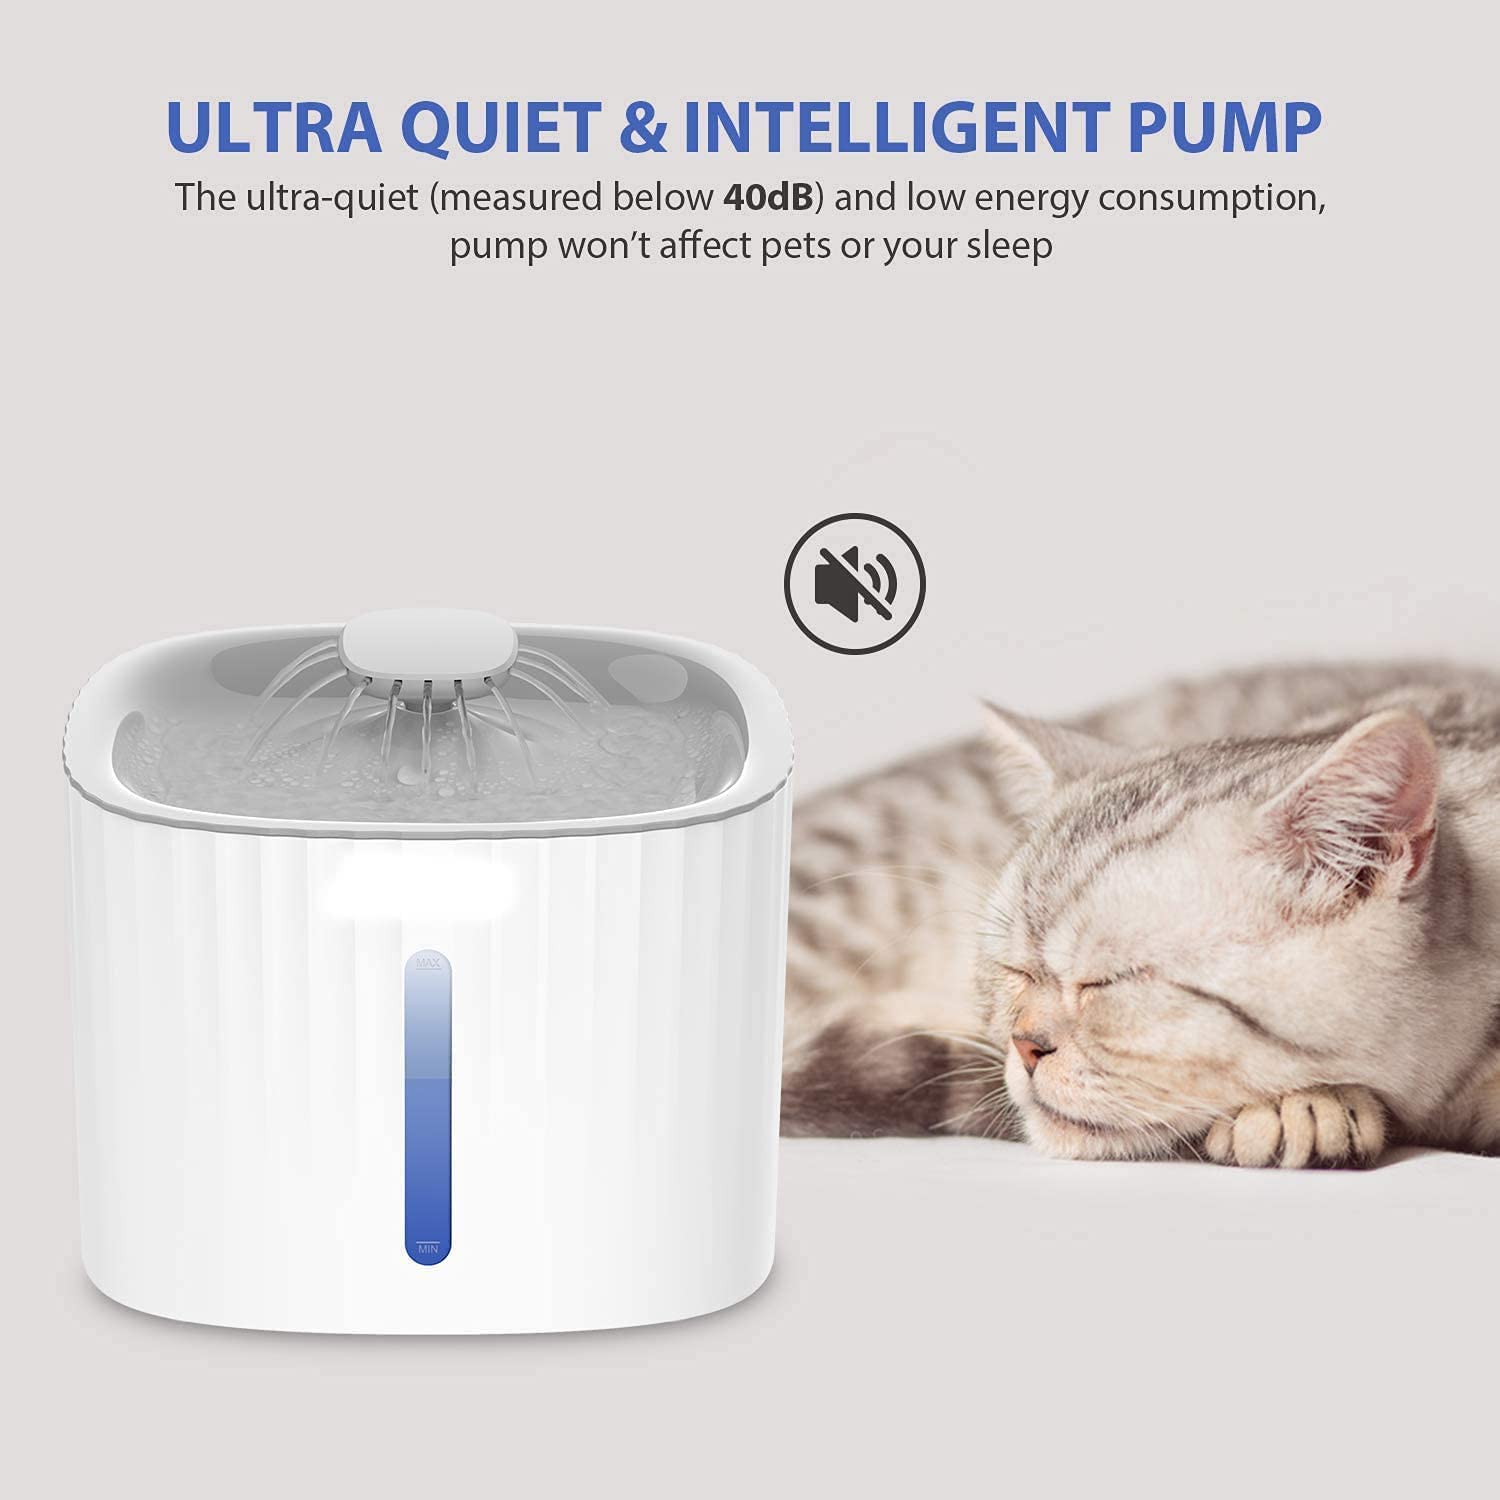 ULTRA QUIET & INTELLIGENT PUMP
The ultra-quiet (measured below 40dB) and low energy consumption,
pump won't affect pets or your sleep
MAX
MIN